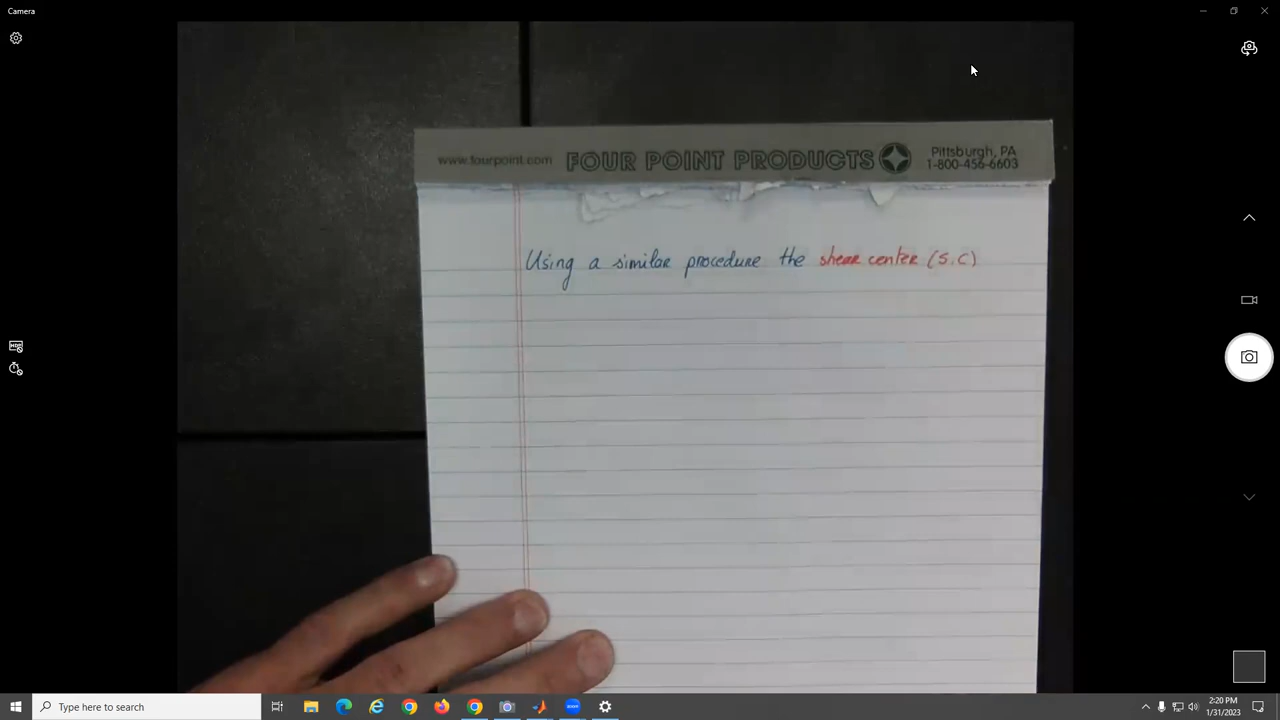 Camera
www.fourpoint.com FOUR POINT PRODUCTS Pittsburgh, PA
1-800-456-6603
Using a similar procedure the shear center (S.C)
Type here to search
2:20 PM
1/31/2023